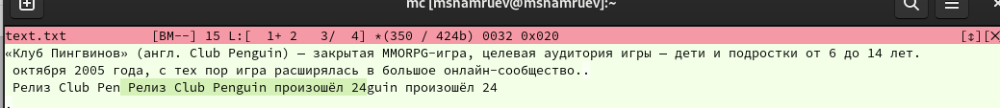 mc [mshamruev@mshamruev]:~
text.txt [BM--] 15 L:[ 1+ 2 3/ 4] *(350 / 424b) 0032 0x020 [↕][X
«Клуб Пингвинов» (англ. Club Penguin) — закрытая MMORPG-игра, целевая аудитория игры — дети и подростки от 6 до 14 лет.
октября 2005 года, с тех пор игра расширялась в большое онлайн-сообщество..
Релиз Club Pen Релиз Club Penguin произошёл 24guin произошёл 24